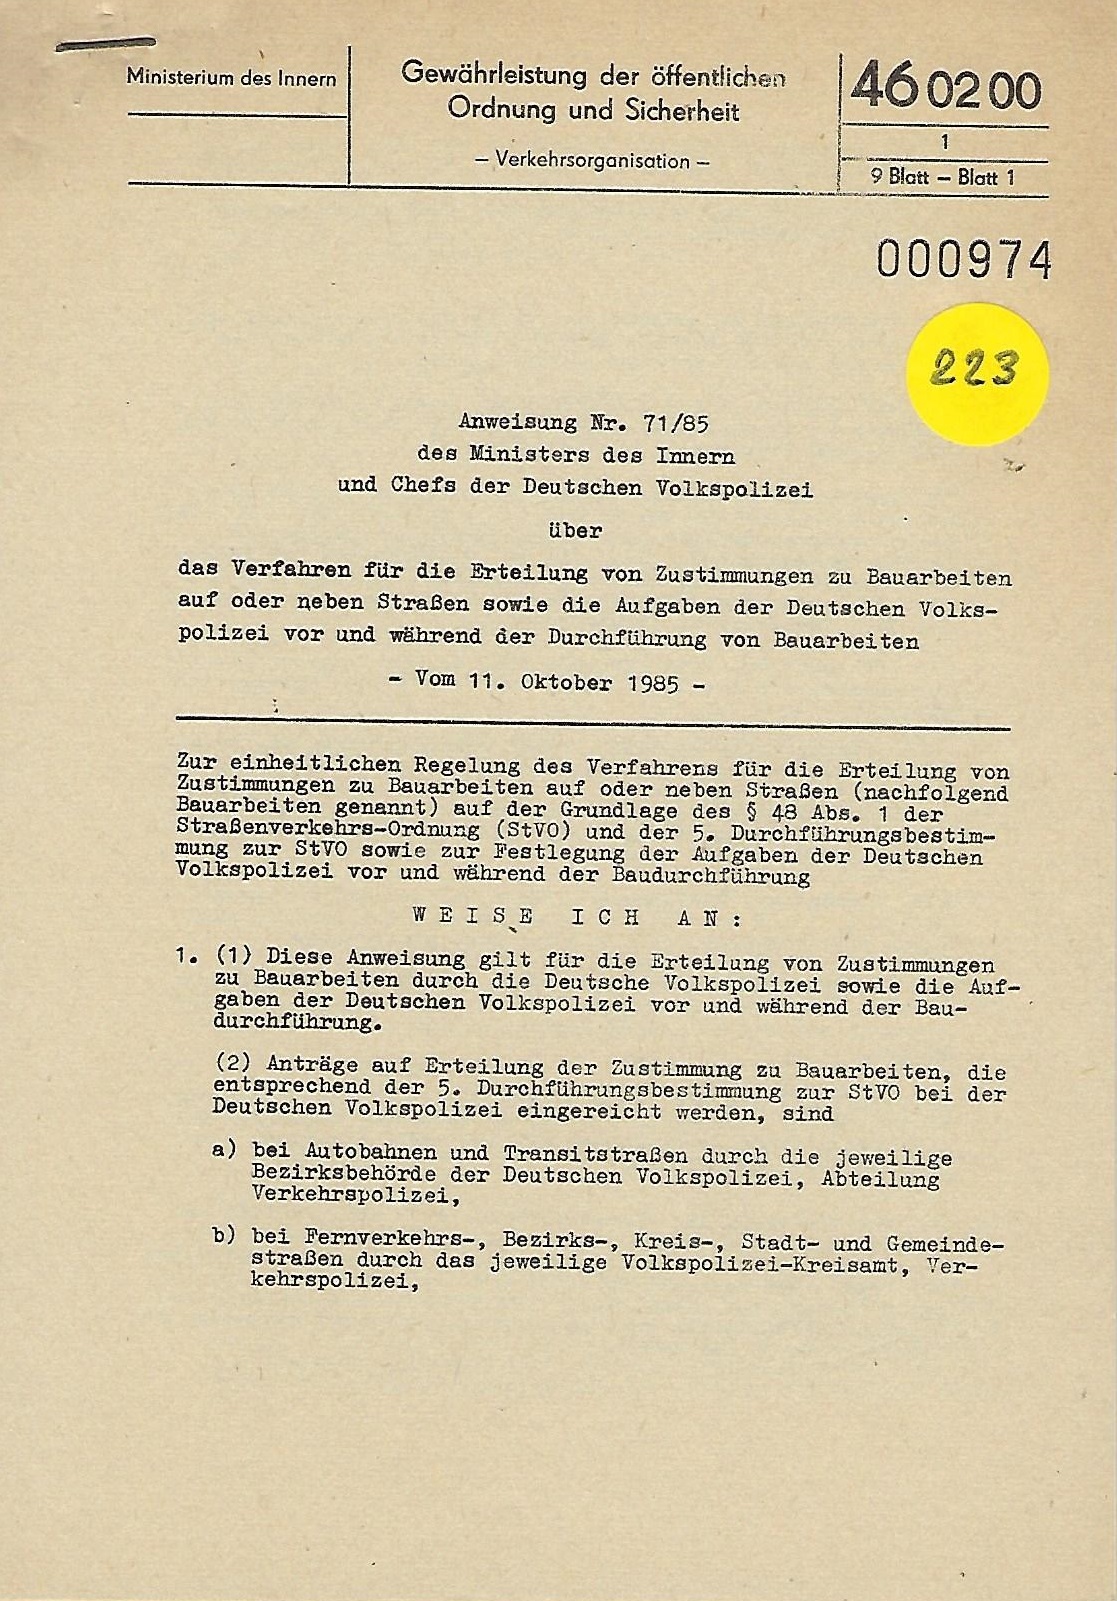 Ministerium des Innern
Gewährleistung der öffentlichen
Ordnung und Sicherheit
– Verkehrsorganisation –
46 02 00
1
9 Blatt – Blatt 1
000974
223
Anweisung Nr. 71/85
des Ministers des Innern
und Chefs der Deutschen Volkspolizei
über
das Verfahren für die Erteilung von Zustimmungen zu Bauarbeiten
auf oder neben Straßen sowie die Aufgaben der Deutschen Volks-
polizei vor und während der Durchführung von Bauarbeiten
- Vom 11. Oktober 1985 -
Zur einheitlichen Regelung des Verfahrens für die Erteilung von
Zustimmungen zu Bauarbeiten auf oder neben Straßen (nachfolgend
Bauarbeiten genannt) auf der Grundlage des § 48 Abs. 1 der
Straßenverkehrs-Ordnung (StVO) und der 5. Durchführungsbestim-
mung zur StVO sowie zur Festlegung der Aufgaben der Deutschen
Volkspolizei vor und während der Baudurchführung
W E I S E  I C H  A N :
1. (1) Diese Anweisung gilt für die Erteilung von Zustimmungen
zu Bauarbeiten durch die Deutsche Volkspolizei sowie die Auf-
gaben der Deutschen Volkspolizei vor und während der Bau-
durchführung.
(2) Anträge auf Erteilung der Zustimmung zu Bauarbeiten, die
entsprechend der 5. Durchführungsbestimmung zur StVO bei der
Deutschen Volkspolizei eingereicht werden, sind
a) bei Autobahnen und Transitstraßen durch die jeweilige
Bezirksbehörde der Deutschen Volkspolizei, Abteilung
Verkehrspolizei,
b) bei Fernverkehrs-, Bezirks-, Kreis-, Stadt- und Gemeinde-
straßen durch das jeweilige Volkspolizei-Kreisamt, Ver-
kehrspolizei,